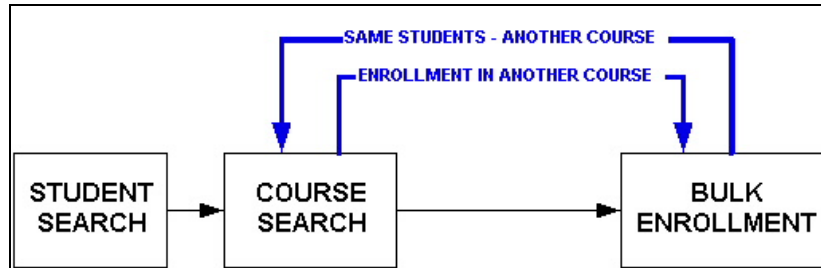 SAME STUDENTS - ANOTHER COURSE
ENROLLMENT IN ANOTHER COURSE
STUDENT
SEARCH
COURSE
SEARCH
BULK
ENROLLMENT